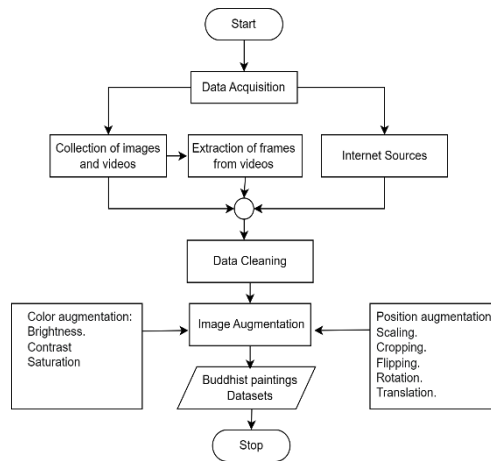 Start
Data Acquisition
Collection of images
and videos
Extraction of frames
from videos
Internet Sources
Data Cleaning
Color augmentation:
Brightness.
Contrast
Saturation
Image Augmentation
Position augmentation
Scaling.
Cropping.
Flipping.
Rotation.
Translation.
Buddhist paintings
Datasets
Stop